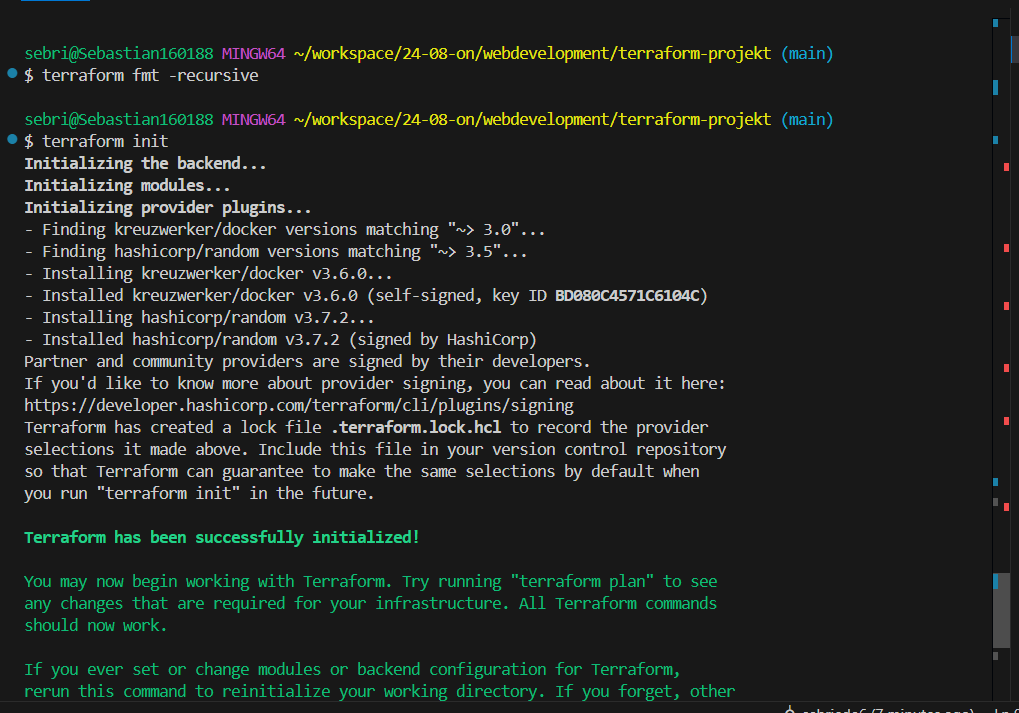 sebri@Sebastian160188 MINGW64 ~/workspace/24-08-on/webdevelopment/terraform-projekt (main)
$ terraform fmt -recursive
sebri@Sebastian160188 MINGW64 ~/workspace/24-08-on/webdevelopment/terraform-projekt (main)
$ terraform init
Initializing the backend...
Initializing modules...
Initializing provider plugins...
- Finding kreuzwerker/docker versions matching "~> 3.0"...
- Finding hashicorp/random versions matching "~> 3.5"...
- Installing kreuzwerker/docker v3.6.0...
- Installed kreuzwerker/docker v3.6.0 (self-signed, key ID BD080C4571C6104C)
- Installing hashicorp/random v3.7.2...
- Installed hashicorp/random v3.7.2 (signed by HashiCorp)
Partner and community providers are signed by their developers.
If you'd like to know more about provider signing, you can read about it here:
https://developer.hashicorp.com/terraform/cli/plugins/signing
Terraform has created a lock file .terraform.lock.hcl to record the provider
selections it made above. Include this file in your version control repository
so that Terraform can guarantee to make the same selections by default when
you run "terraform init" in the future.
Terraform has been successfully initialized!
You may now begin working with Terraform. Try running "terraform plan" to see
any changes that are required for your infrastructure. All Terraform commands
should now work.
If you ever set or change modules or backend configuration for Terraform,
rerun this command to reinitialize your working directory. If you forget, other